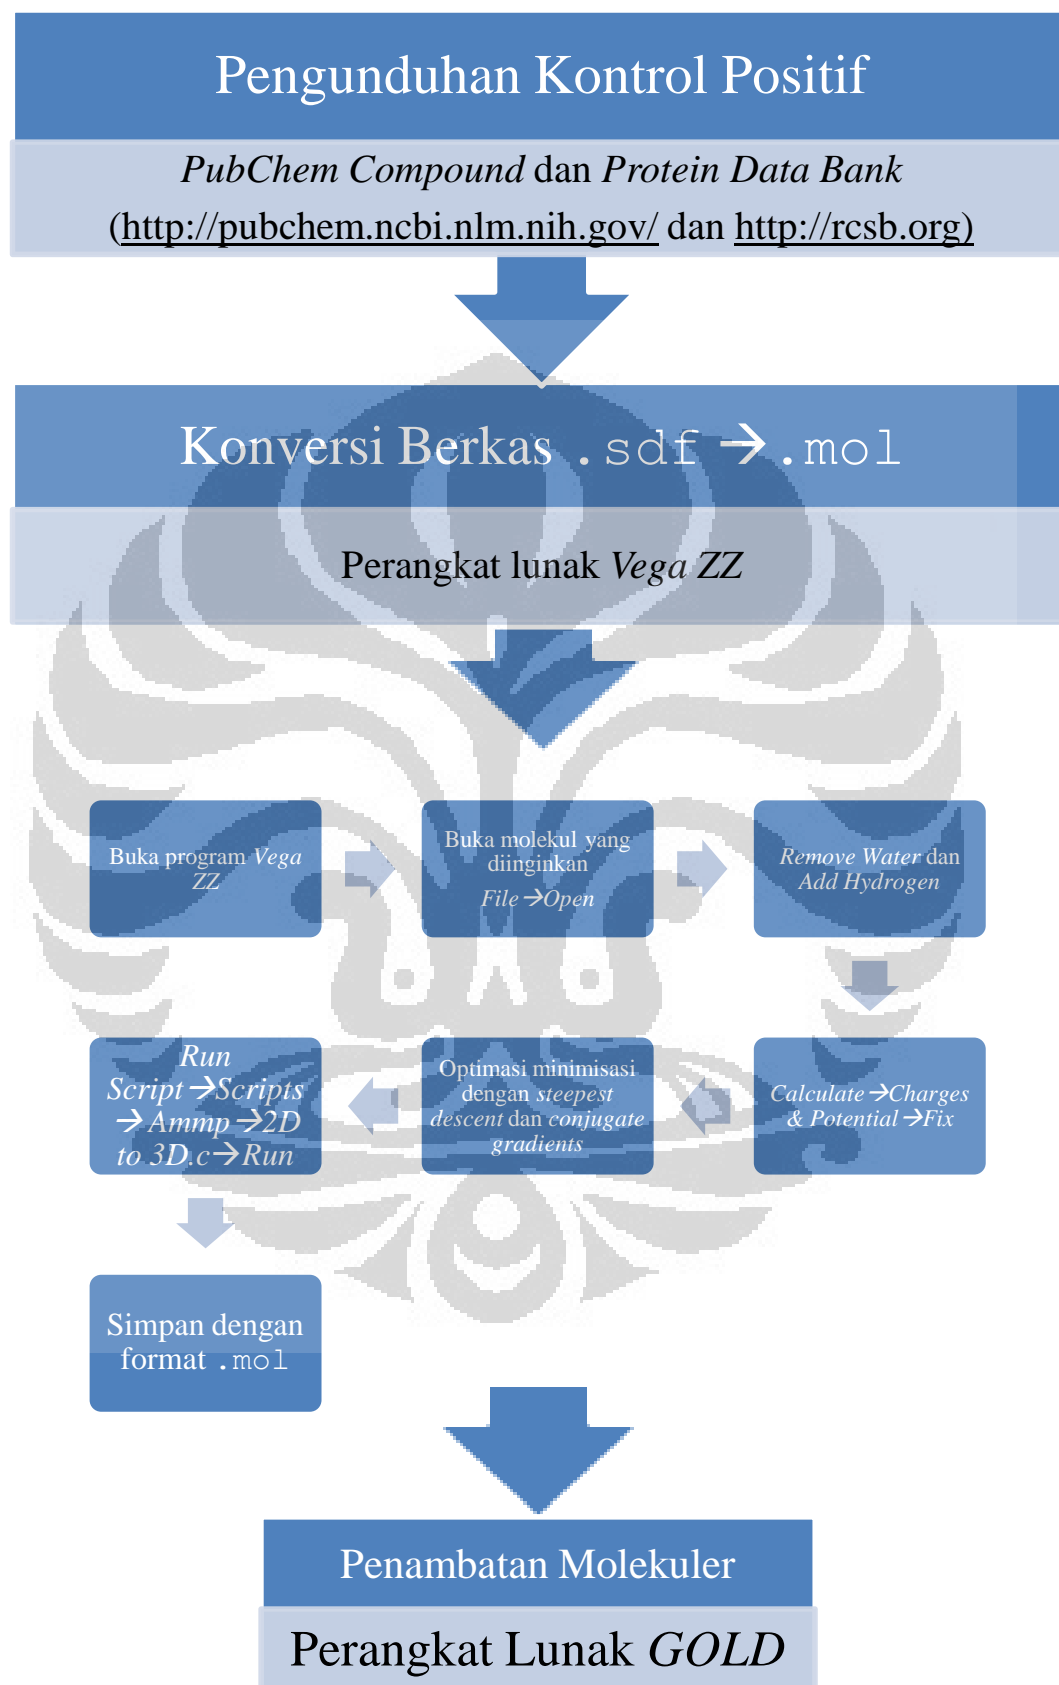 Pengunduhan Kontrol Positif
PubChem Compound dan Protein Data Bank
(http://pubchem.ncbi.nlm.nih.gov/ dan http://rcsb.org)
Konversi Berkas .sdf → .mol
Perangkat lunak Vega ZZ
Buka program Vega
ZZ
Buka molekul yang
diinginkan
File → Open
Remove Water dan
Add Hydrogen
Calculate → Charges
& Potential → Fix
Optimasi minimisasi
dengan steepest
descent dan conjugate
gradients
Run
Script → Scripts
→ Ammp → 2D
to 3D.c → Run
Simpan dengan
format .mol
Penambatan Molekuler
Perangkat Lunak GOLD